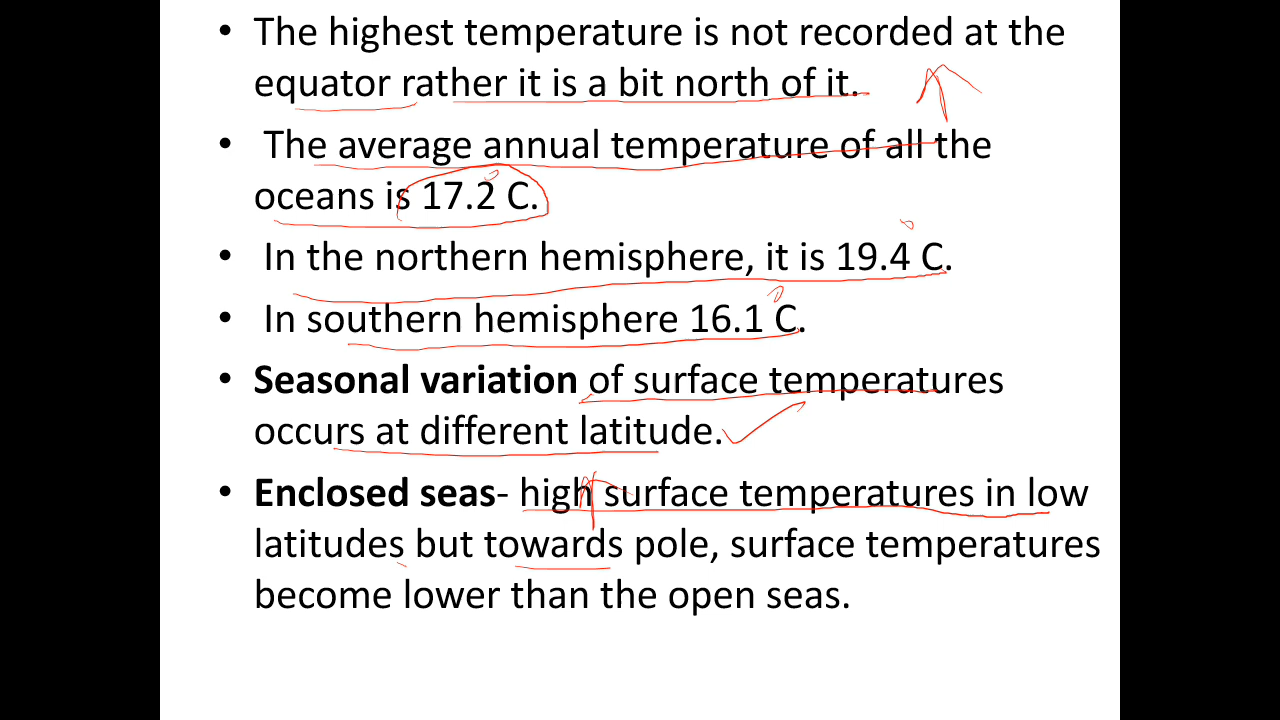 • The highest temperature is not recorded at the
equator rather it is a bit north of it.
• The average annual temperature of all the
oceans is 17.2° C.
• In the northern hemisphere, it is 19.4° C.
• In southern hemisphere 16.1° C.
• Seasonal variation of surface temperatures
occurs at different latitude.
• Enclosed seas- high surface temperatures in low
latitudes but towards pole, surface temperatures
become lower than the open seas.